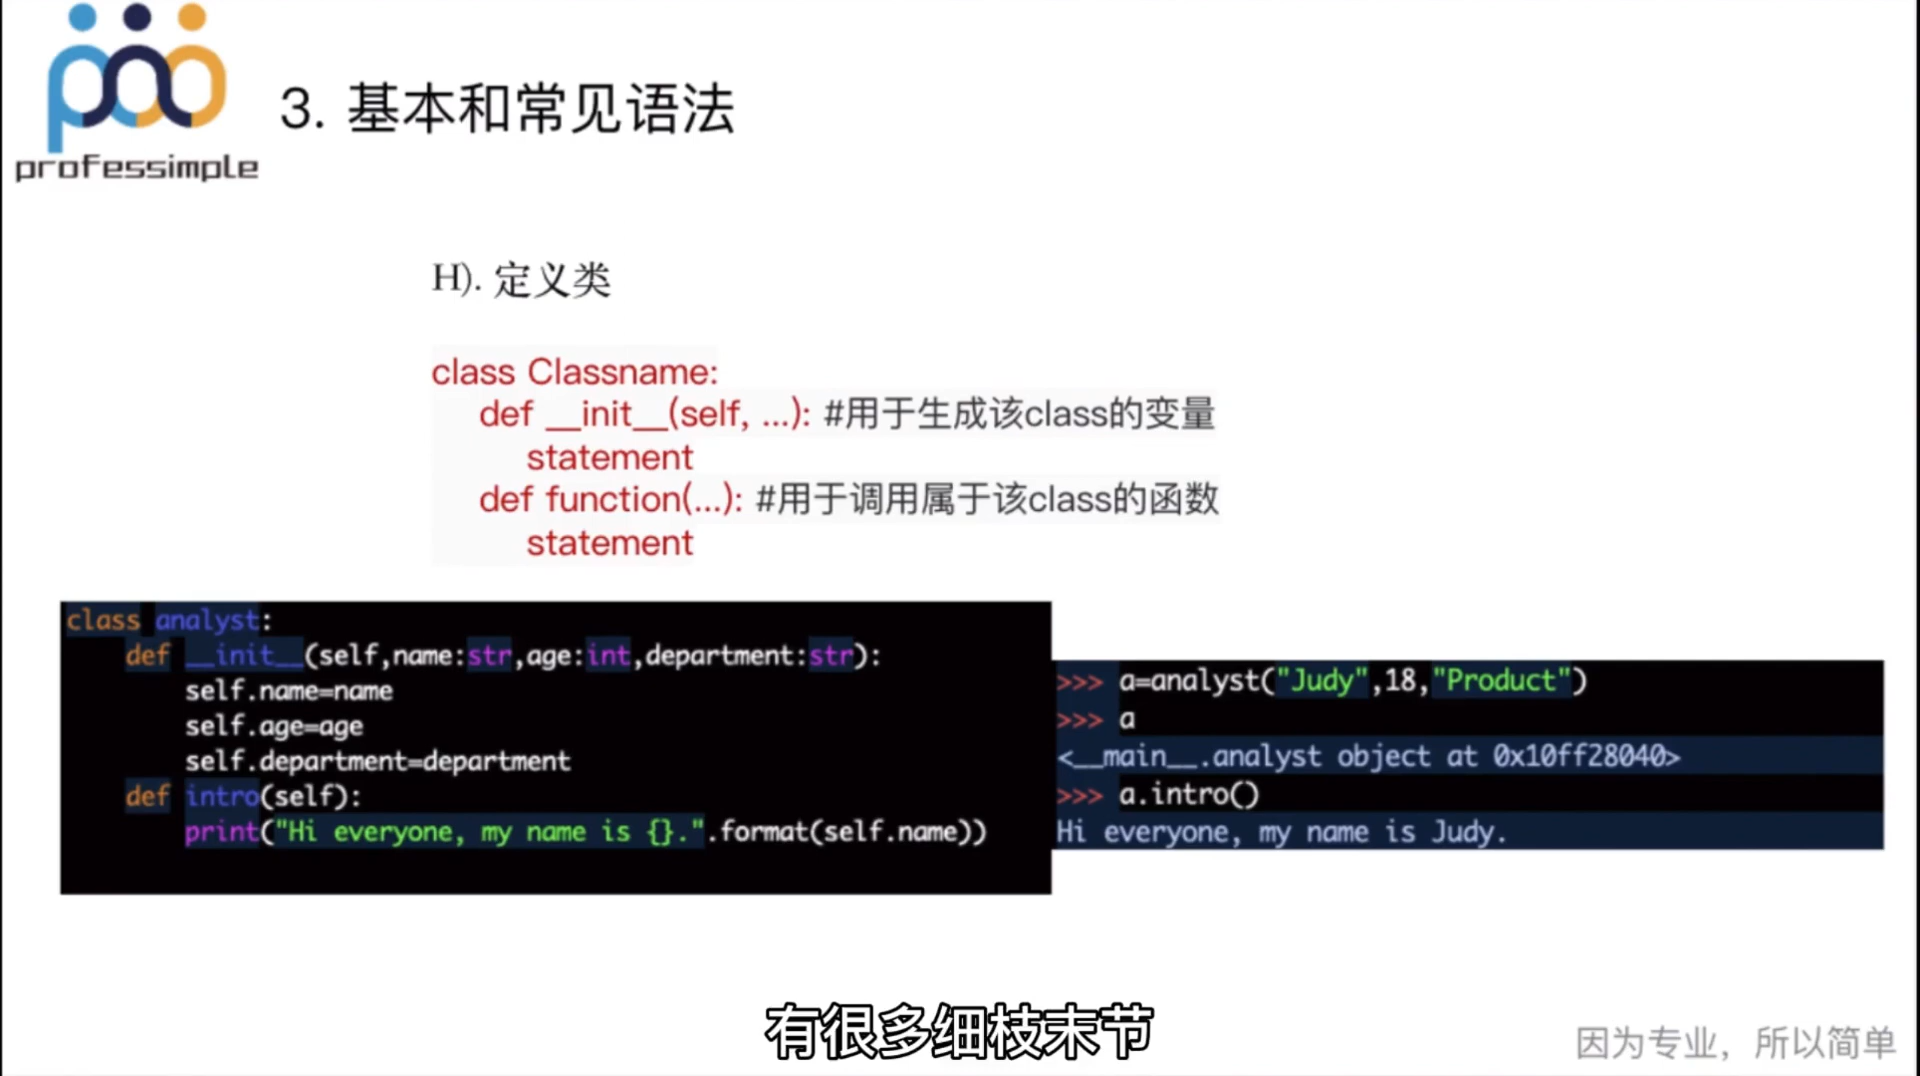 professimple
3. 基本和常见语法
H). 定义类
class Classname:
    def __init__(self, ...): #用于生成该class的变量
        statement
    def function(...): #用于调用属于该class的函数
        statement
class analyst:
    def __init__(self,name:str,age:int,department:str):
        self.name=name
        self.age=age
        self.department=department
    def intro(self):
        print("Hi everyone, my name is {}.".format(self.name))
>>> a=analyst("Judy",18,"Product")
>>> a
<__main__.analyst object at 0x10ff28040>
>>> a.intro()
Hi everyone, my name is Judy.
有很多细枝末节
因为专业，所以简单